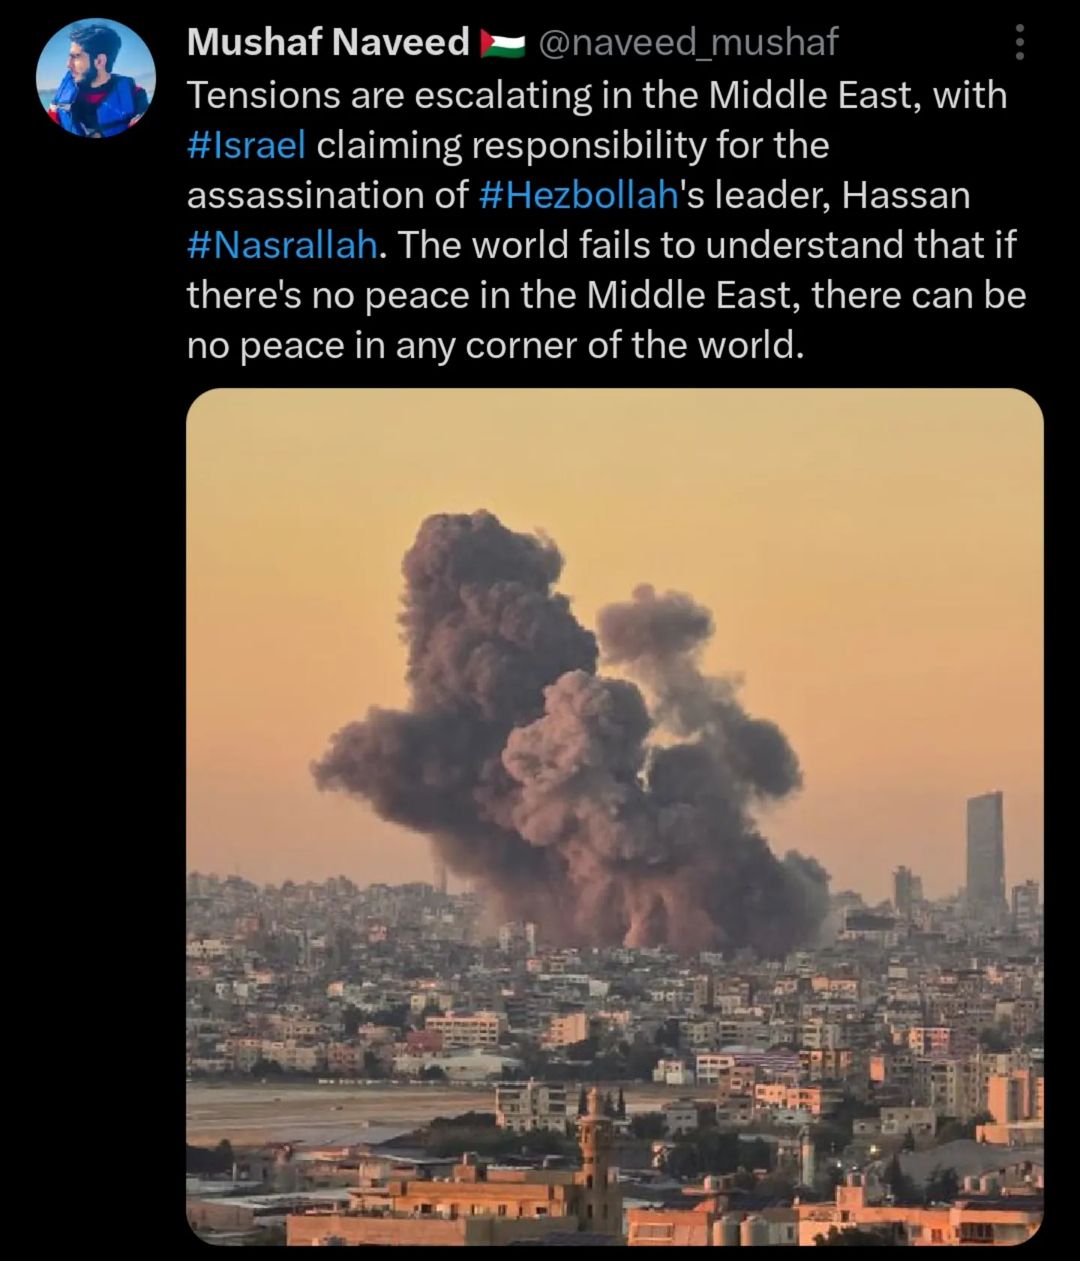 Mushaf Naveed 🇵🇸 @naveed_mushaf
Tensions are escalating in the Middle East, with
#Israel claiming responsibility for the
assassination of #Hezbollah's leader, Hassan
#Nasrallah. The world fails to understand that if
there's no peace in the Middle East, there can be
no peace in any corner of the world.